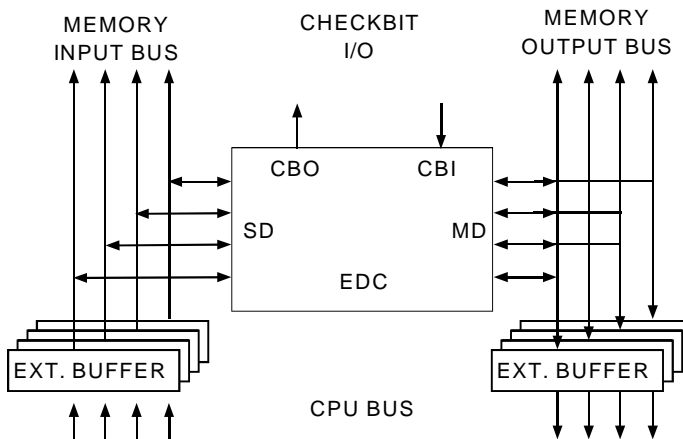 MEMORY
INPUT BUS
CHECKBIT
I/O
MEMORY
OUTPUT BUS
CBO
CBI
SD
MD
EDC
EXT. BUFFER
EXT. BUFFER
CPU BUS